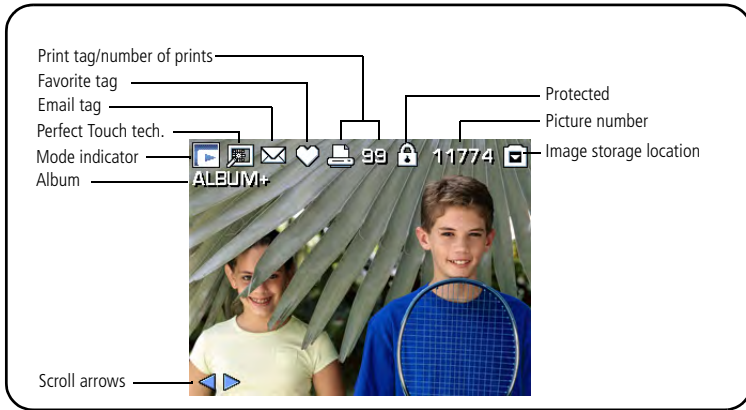 Print tag/number of prints
Favorite tag
Email tag
Perfect Touch tech.
Mode indicator
Album
Scroll arrows
Protected
Picture number
Image storage location
99 11774
ALBUM+